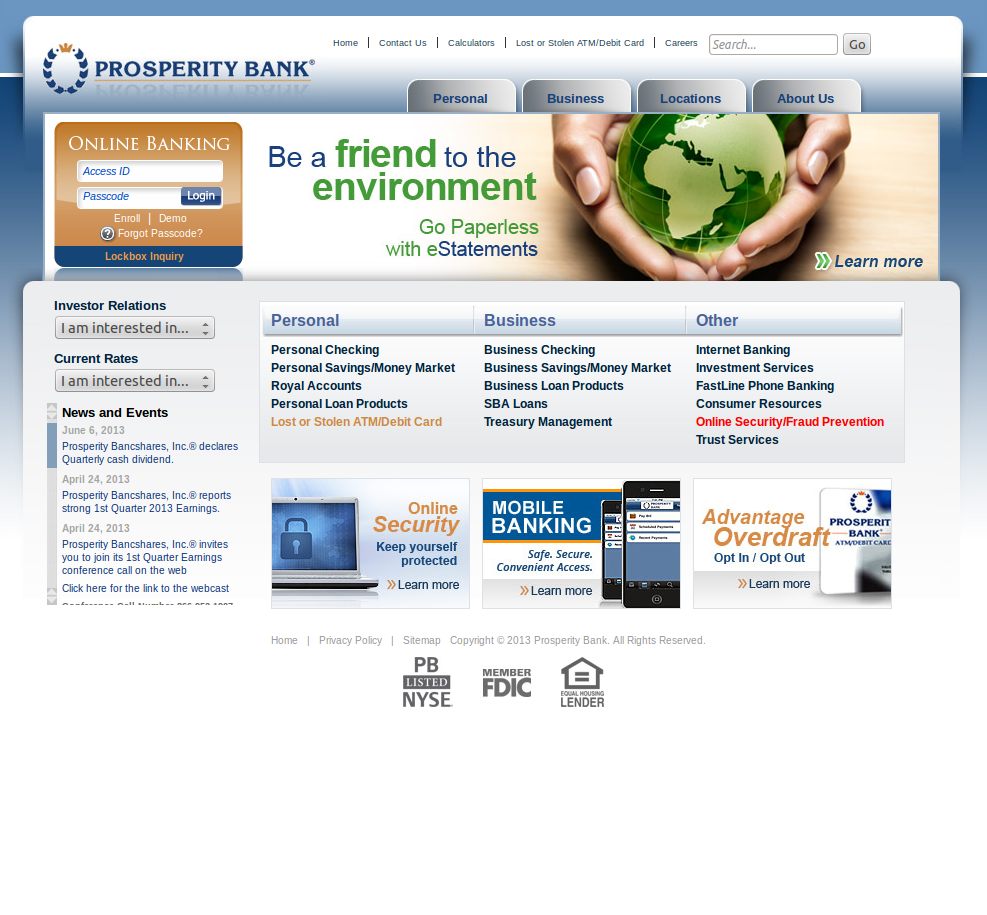 Home | Contact Us | Calculators | Lost or Stolen ATM/Debit Card | Careers
Search...
Go
PROSPERITY BANK®
Personal
Business
Locations
About Us
ONLINE BANKING
Access ID
Passcode
Login
Enroll | Demo
? Forgot Passcode?
Lockbox Inquiry
Be a friend to the
environment
Go Paperless
with eStatements
Learn more
Investor Relations
I am interested in...
Current Rates
I am interested in...
News and Events
June 6, 2013
Prosperity Bancshares, Inc.® declares
Quarterly cash dividend.
April 24, 2013
Prosperity Bancshares, Inc.® reports
strong 1st Quarter 2013 Earnings.
April 24, 2013
Prosperity Bancshares, Inc.® invites
you to join its 1st Quarter Earnings
conference call on the web
Click here for the link to the webcast
Personal
Personal Checking
Personal Savings/Money Market
Royal Accounts
Personal Loan Products
Lost or Stolen ATM/Debit Card
Business
Business Checking
Business Savings/Money Market
Business Loan Products
SBA Loans
Treasury Management
Other
Internet Banking
Investment Services
FastLine Phone Banking
Consumer Resources
Online Security/Fraud Prevention
Trust Services
Online
Security
Keep yourself
protected
Learn more
MOBILE
BANKING
Safe. Secure.
Convenient Access.
Learn more
Pay Bill
Scheduled Payments
Recent Payments
Advantage
Overdraft
Opt In / Opt Out
Learn more
PROSPERIT
BANK
ATM/DEBIT CARD
Home | Privacy Policy | Sitemap Copyright © 2013 Prosperity Bank. All Rights Reserved.
PB
LISTED
NYSE
MEMBER
FDIC
EQUAL HOUSING
LENDER